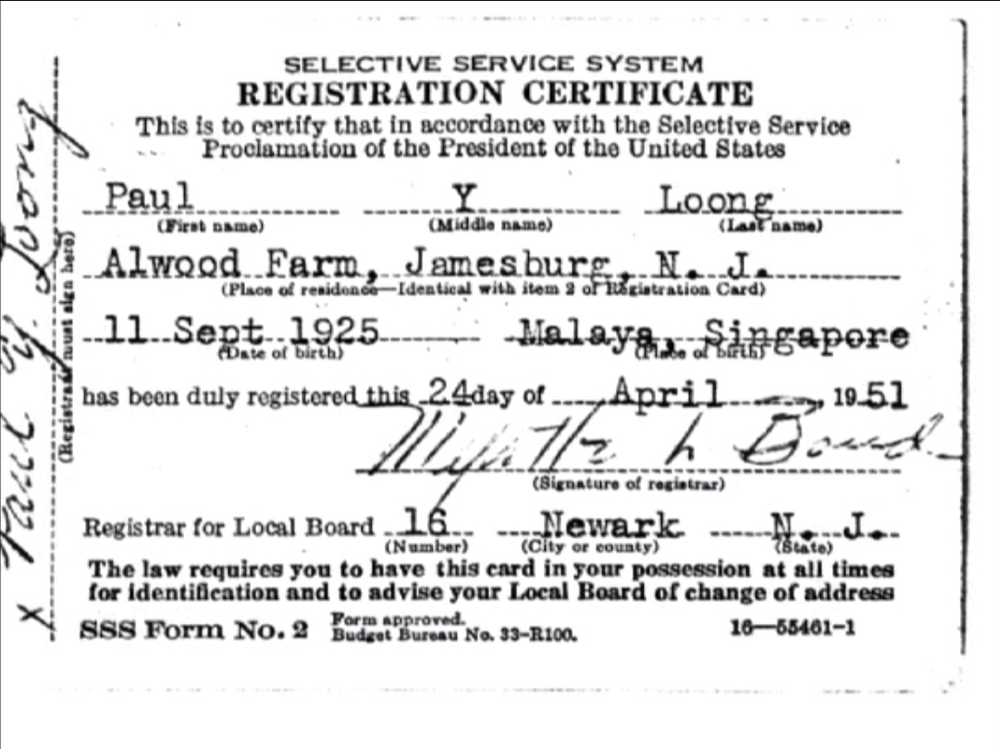 SELECTIVE SERVICE SYSTEM
REGISTRATION CERTIFICATE
This is to certify that in accordance with the Selective Service
Proclamation of the President of the United States
Paul Y Loong
(First name) (Middle name) (Last name)
Alwood Farm, Jamesburg, N. J.
(Place of residence—Identical with item 2 of Registration Card)
11 Sept 1925 Malaya, Singapore
(Date of birth) (Place of birth)
has been duly registered this 24 day of April, 1951
(Signature of registrar)
Registrar for Local Board 16 Newark N. J.
(Number) (City or county) (State)
The law requires you to have this card in your possession at all times
for identification and to advise your Local Board of change of address
SSS Form No. 2 Form approved.
Budget Bureau No. 33-R100. 16—55461-1
x Paul Y. Loong
(Registrant must sign here)